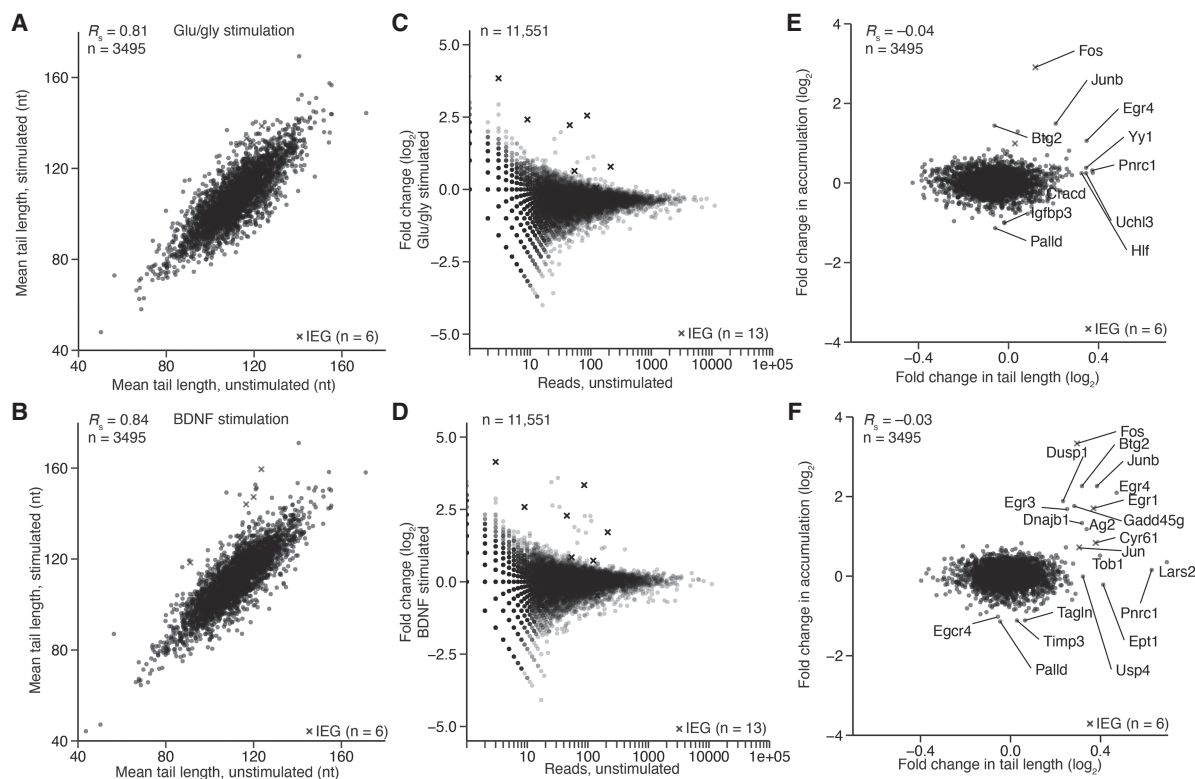 A
Rs = 0.81
n = 3495
Glu/gly stimulation
Mean tail length, stimulated (nt)
160
120
80
40
×IEG (n = 6)
40
80
120
160
Mean tail length, unstimulated (nt)
C
n = 11,551
Fold change (log2)
Glu/gly stimulated
5.0
2.5
0.0
−2.5
−5.0
×IEG (n = 13)
10
100
1000
10000
1e+05
Reads, unstimulated
E
Rs = −0.04
n = 3495
Fold change in accumulation (log2)
4
2
0
−2
−4
Fos
Junb
Egr4
Btg2
Yy1
Pnrc1
Cracd
Igfbp3
Uchl3
Palld
Hlf
× IEG (n = 6)
−0.4
0.0
0.4
Fold change in tail length (log2)
B
Rs = 0.84
n = 3495
BDNF stimulation
Mean tail length, stimulated (nt)
160
120
80
40
×IEG (n = 6)
40
80
120
160
Mean tail length, unstimulated (nt)
D
n = 11,551
Fold change (log2)
BDNF stimulated
5.0
2.5
0.0
−2.5
−5.0
×IEG (n = 13)
10
100
1000
10000
1e+05
Reads, unstimulated
F
Rs = −0.03
n = 3495
Fold change in accumulation (log2)
4
2
0
−2
−4
Fos
Btg2
Dusp1
Junb
Egr4
Egr3
Egr1
Dnajb1
Ag2
Gadd45g
Cyr61
Jun
Tob1
Lars2
Tagln
Pnrc1
Egcr4
Timp3
Ept1
Palld
Usp4
× IEG (n = 6)
−0.4
0.0
0.4
Fold change in tail length (log2)